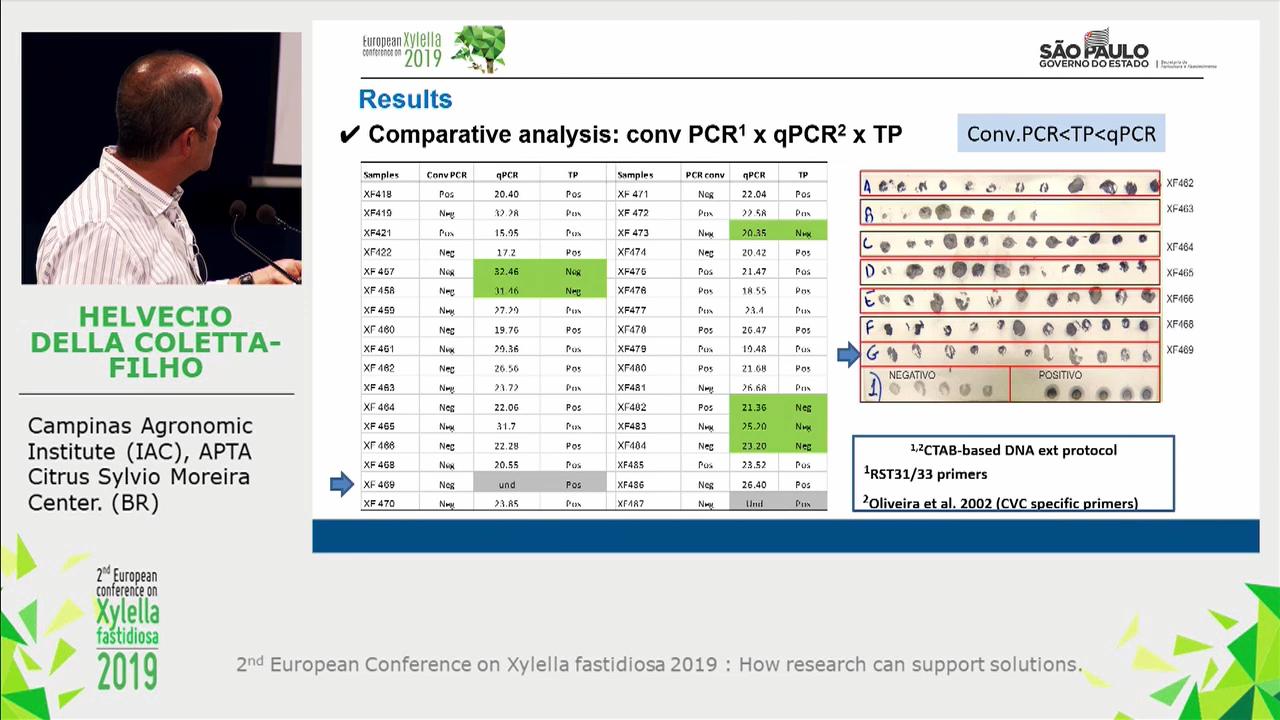 European Xylella
conference on 2019
SÃO PAULO
GOVERNO DO ESTADO
Results
✔ Comparative analysis: conv PCR¹ x qPCR² x TP
Conv.PCR<TP<qPCR
Samples Conv PCR qPCR TP Samples PCR conv qPCR TP
XF418 Pos 20.40 Pos XF 471 Neg 22.04 Pos
XF419 Neg 32.28 Pos XF 472 Pos 22.58 Pos
XF421 Pos 15.95 Pos XF 473 Neg 20.35 Neg
XF422 Neg 17.2 Pos XF474 Neg 20.42 Pos
XF 457 Neg 32.46 Neg XF475 Pos 21.47 Pos
XF 458 Neg 31.46 Neg XF476 Pos 18.55 Pos
XF 459 Neg 27.29 Pos XF477 Pos 23.4 Pos
XF 460 Neg 19.76 Pos XF478 Pos 26.47 Pos
XF 461 Neg 29.36 Pos XF479 Pos 19.48 Pos
XF 462 Neg 26.56 Pos XF480 Pos 21.68 Pos
XF 463 Neg 23.72 Pos XF481 Neg 26.68 Pos
XF 464 Neg 22.06 Pos XF482 Pos 21.36 Neg
XF 465 Neg 31.7 Pos XF483 Pos 25.20 Neg
XF 466 Neg 22.28 Pos XF484 Neg 23.20 Neg
XF 468 Neg 20.55 Pos XF485 Pos 23.52 Pos
XF 469 Neg und Pos XF486 Neg 26.40 Pos
XF 470 Neg 23.85 Pos XF487 Neg Und Pos
A XF462
B XF463
C XF464
D XF465
E XF466
F XF468
G XF469
NEGATIVO POSITIVO
I)
¹,²CTAB-based DNA ext protocol
¹RST31/33 primers
²Oliveira et al. 2002 (CVC specific primers)
HELVECIO
DELLA COLETTA-
FILHO
Campinas Agronomic
Institute (IAC), APTA
Citrus Sylvio Moreira
Center. (BR)
2nd European
conference on
Xylella
fastidiosa
2019
2nd European Conference on Xylella fastidiosa 2019 : How research can support solutions.